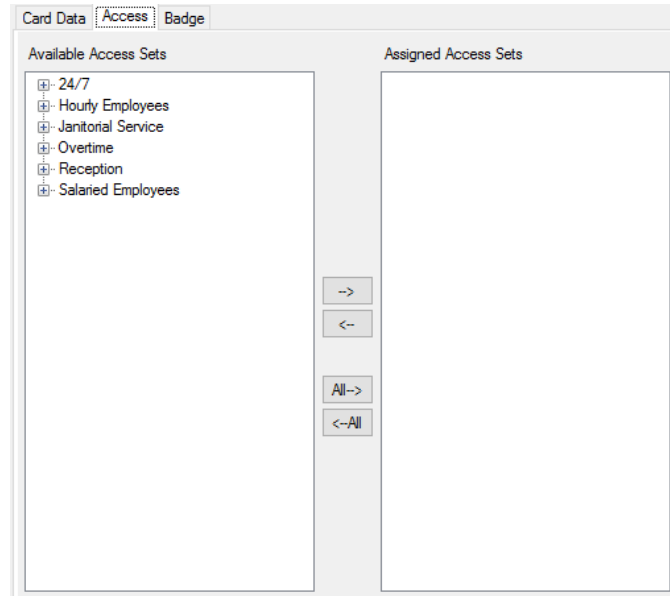 Card Data Access Badge
Available Access Sets Assigned Access Sets
24/7
Hourly Employees
Janitorial Service
Overtime
Reception
Salaried Employees
-->
<--
All-->
<--All